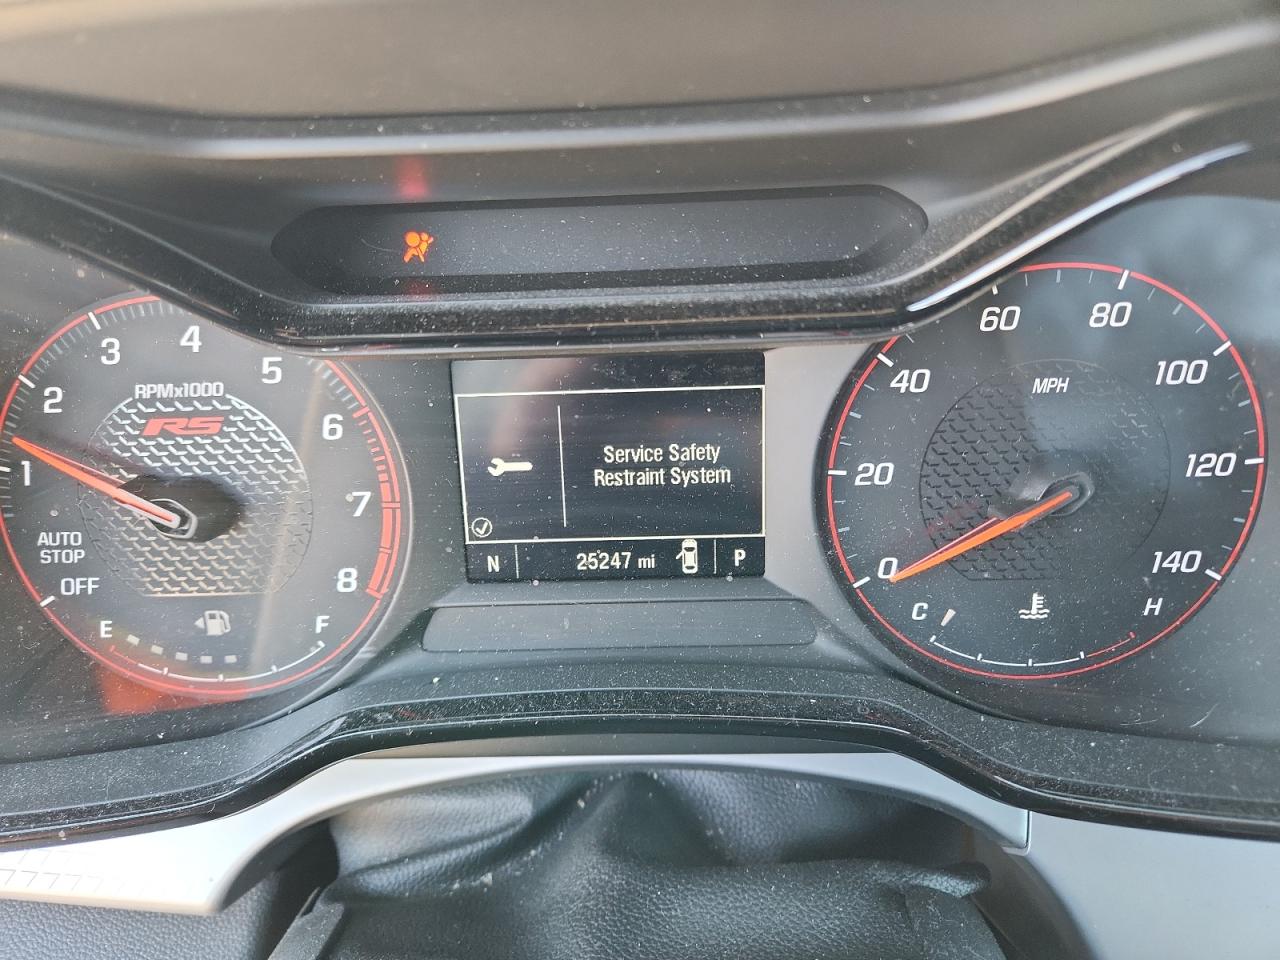 1
2
3
4
5
6
7
8
RPMx1000
RS
AUTO
STOP
OFF
E
F
Service Safety
Restraint System
N
25247 mi
P
0
20
40
60
80
100
120
140
MPH
C
H